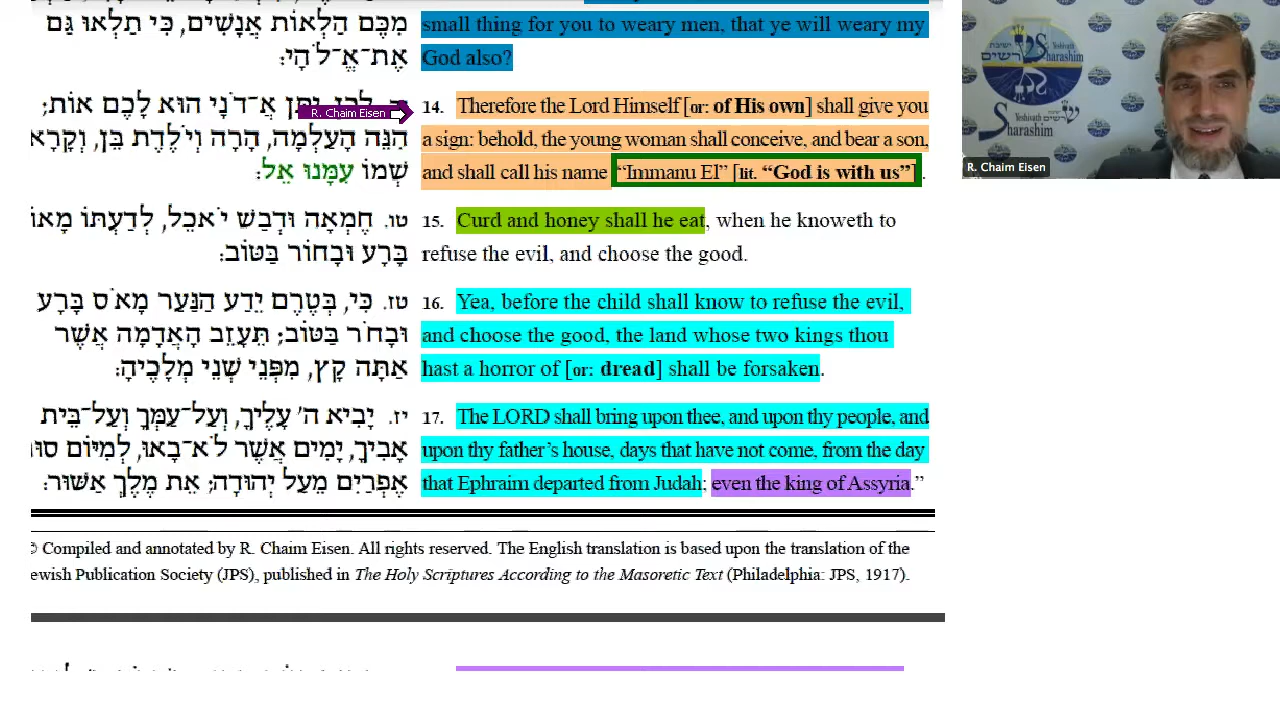 מִכֶּם הַלְאוֹת אֲנָשִׁים, כִּי תַלְאוּ גַּם
אֶת־אֱ־לֹהָי:
small thing for you to weary men, that ye will weary my
God also?
אֲ־דֹנָי הוּא לָכֶם אוֹת;
הִנֵּה הָעַלְמָה, הָרָה וְיֹלֶדֶת בֵּן, וְקָרָא
שְׁמוֹ עִמָּנוּ אֵל:
R. Chaim Eisen
14. Therefore the Lord Himself [or: of His own] shall give you
a sign: behold, the young woman shall conceive, and bear a son,
and shall call his name “Immanu El” [lit. “God is with us”].
טו. חֶמְאָה וּדְבַשׁ יֹאכֵל, לְדַעְתּוֹ מָאוֹ
בָּרָע וּבָחוֹר בַּטּוֹב:
15. Curd and honey shall he eat, when he knoweth to
refuse the evil, and choose the good.
טז. כִּי, בְּטֶרֶם יֵדַע הַנַּעַר מָאֹס בָּרָע
וּבָחֹר בַּטּוֹב; תֵּעָזֵב הָאֲדָמָה אֲשֶׁר
אַתָּה קָץ, מִפְּנֵי שְׁנֵי מְלָכֶיהָ:
16. Yea, before the child shall know to refuse the evil,
and choose the good, the land whose two kings thou
hast a horror of [or: dread] shall be forsaken.
יז. יָבִיא ה' עָלֶיךָ, וְעַל־עַמְּךָ וְעַל־בֵּית
אָבִיךָ, יָמִים אֲשֶׁר לֹא־בָאוּ, לְמִיּוֹם סוּר
אֶפְרַיִם מֵעַל יְהוּדָה; אֵת מֶלֶךְ אַשּׁוּר:
17. The LORD shall bring upon thee, and upon thy people, and
upon thy father’s house, days that have not come, from the day
that Ephraim departed from Judah; even the king of Assyria.”
© Compiled and annotated by R. Chaim Eisen. All rights reserved. The English translation is based upon the translation of the
ewish Publication Society (JPS), published in The Holy Scriptures According to the Masoretic Text (Philadelphia: JPS, 1917).
Yeshivath
Sharashim
ישיבת
שרשים
Yeshivath
Sharashim
R. Chaim Eisen